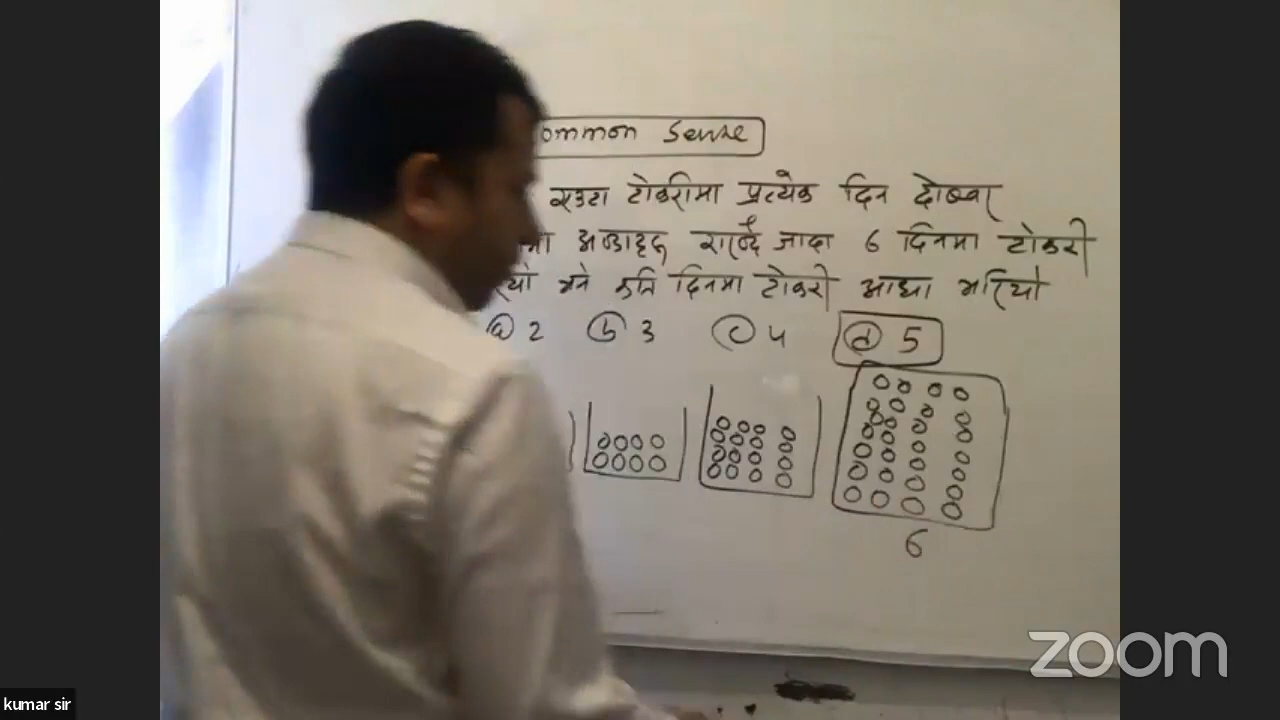 ommon Sense
एउटा टोकरीमा प्रत्येक दिन दोब्बर
मा अण्डाहरु राख्दै जादा 6 दिनमा टोकरी
यो भने कति दिनमा टोकरी आधा भरियो
(a) 2 (b) 3 (c) 4 (d) 5
6
zoom
kumar sir